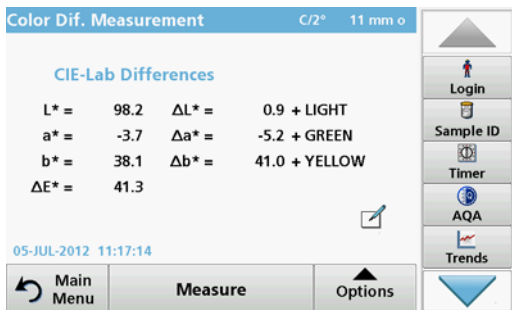 Color Dif. Measurement C/2° 11 mm o
CIE-Lab Differences
L* = 98.2 ΔL* = 0.9 + LIGHT
a* = -3.7 Δa* = -5.2 + GREEN
b* = 38.1 Δb* = 41.0 + YELLOW
ΔE* = 41.3
05-JUL-2012 11:17:14
Main
Menu
Measure
Options
Login
Sample ID
Timer
AQA
Trends